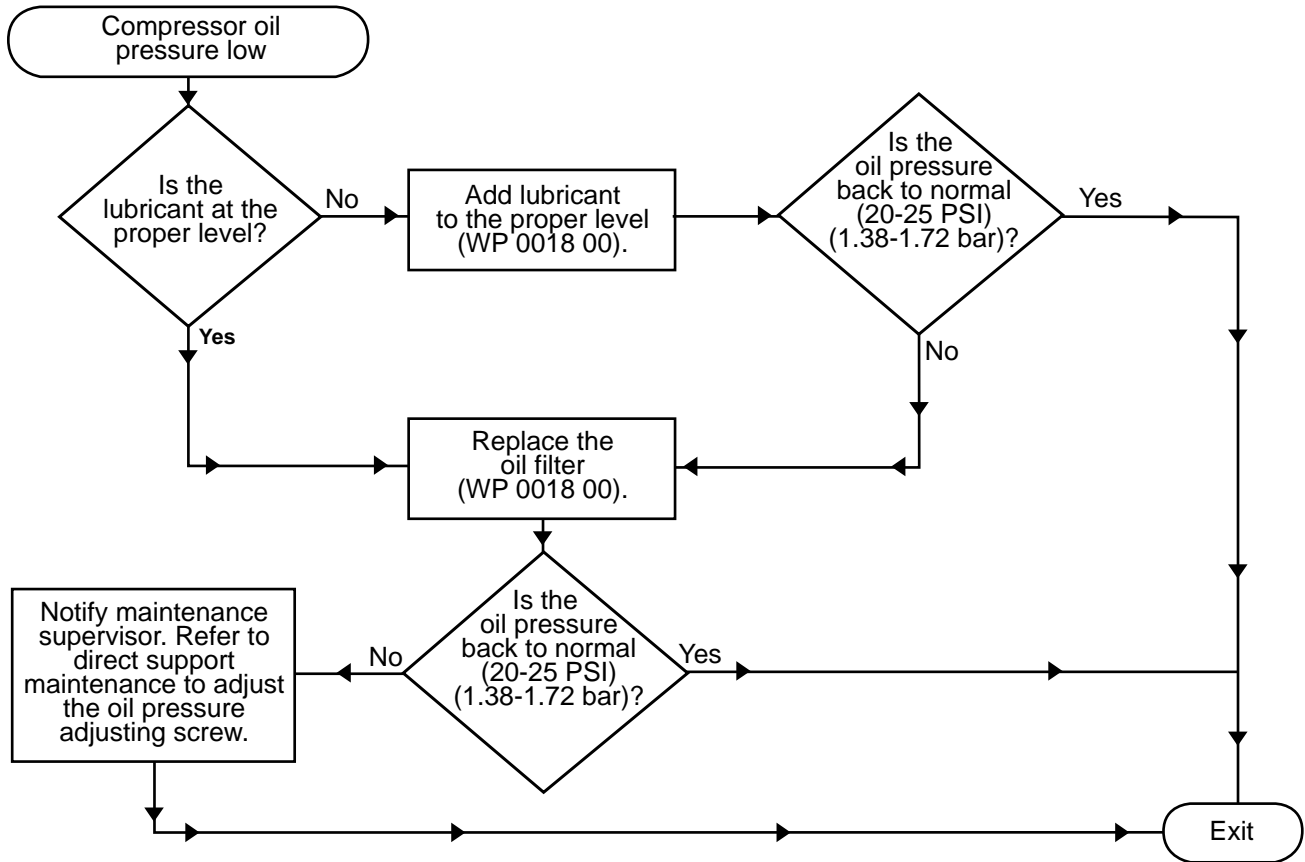 Compressor oil
pressure low
Is the
lubricant at the
proper level?
No
Add lubricant
to the proper level
(WP 0018 00).
Is the
oil pressure
back to normal
(20-25 PSI)
(1.38-1.72 bar)?
Yes
Yes
No
Replace the
oil filter
(WP 0018 00).
Is the
oil pressure
back to normal
(20-25 PSI)
(1.38-1.72 bar)?
Yes
No
Notify maintenance
supervisor. Refer to
direct support
maintenance to adjust
the oil pressure
adjusting screw.
Exit